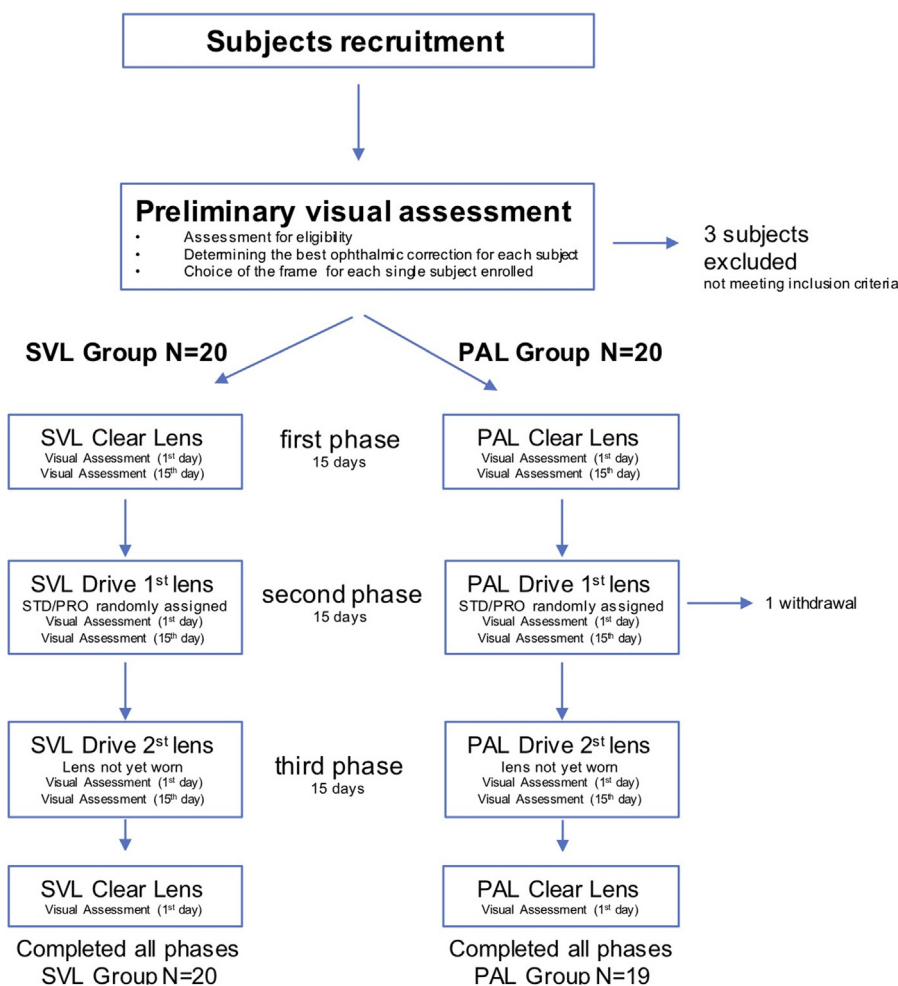 Subjects recruitment
Preliminary visual assessment
• Assessment for eligibility
• Determining the best ophthalmic correction for each subject
• Choice of the frame for each single subject enrolled
3 subjects
excluded
not meeting inclusion criteria
SVL Group N=20
PAL Group N=20
SVL Clear Lens
Visual Assessment (1st day)
Visual Assessment (15th day)
first phase
15 days
PAL Clear Lens
Visual Assessment (1st day)
Visual Assessment (15th day)
SVL Drive 1st lens
STD/PRO randomly assigned
Visual Assessment (1st day)
Visual Assessment (15th day)
second phase
15 days
PAL Drive 1st lens
STD/PRO randomly assigned
Visual Assessment (1st day)
Visual Assessment (15th day)
1 withdrawal
SVL Drive 2st lens
Lens not yet worn
Visual Assessment (1st day)
Visual Assessment (15th day)
third phase
15 days
PAL Drive 2st lens
lens not yet worn
Visual Assessment (1st day)
Visual Assessment (15th day)
SVL Clear Lens
Visual Assessment (1st day)
PAL Clear Lens
Visual Assessment (1st day)
Completed all phases
SVL Group N=20
Completed all phases
PAL Group N=19